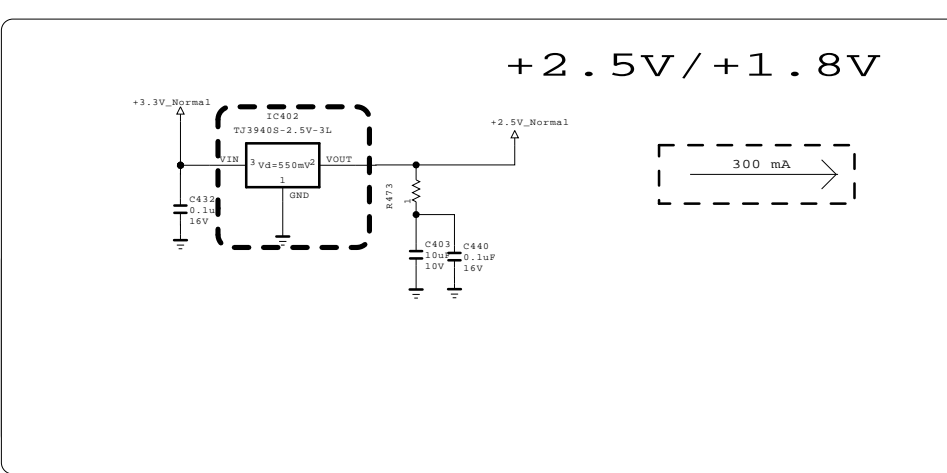 +2.5V/+1.8V
+3.3V_Normal
IC402
TJ3940S-2.5V-3L
+2.5V_Normal
VIN
3
Vd=550mV
2
VOUT
1
GND
300 mA
R473
1
C432
0.1u
16V
C403
10uF
10V
C440
0.1uF
16V